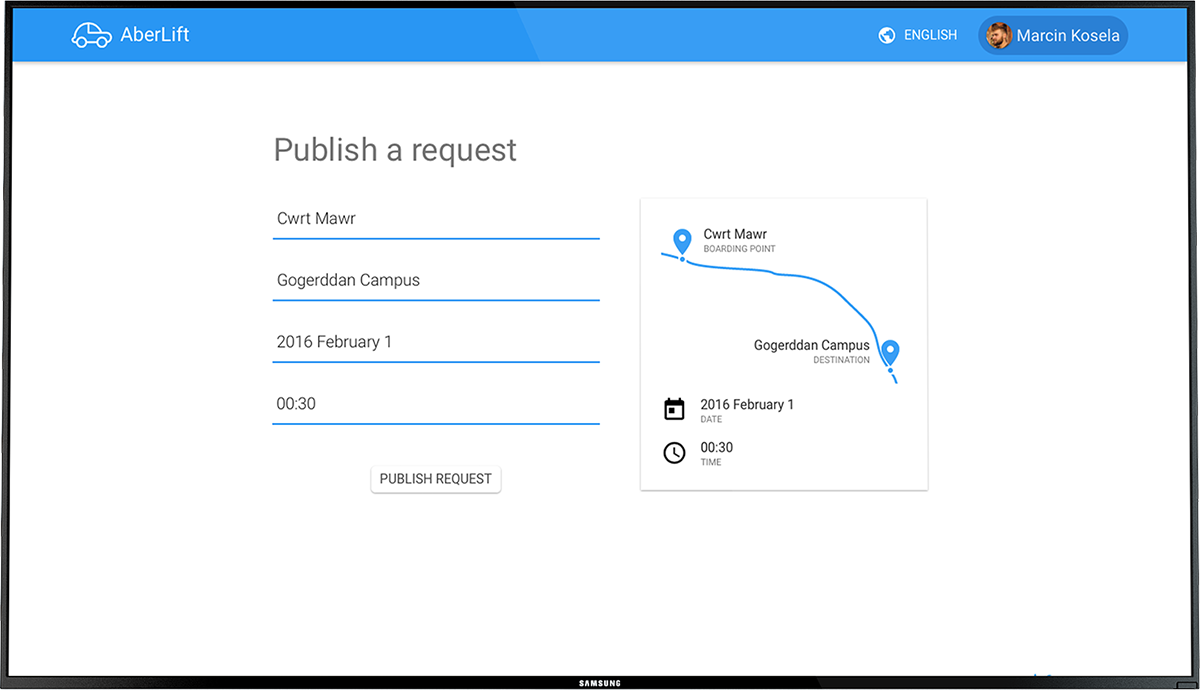 AberLift
ENGLISH
Marcin Kosela
Publish a request
Cwrt Mawr
Gogerddan Campus
2016 February 1
00:30
PUBLISH REQUEST
Cwrt Mawr
BOARDING POINT
Gogerddan Campus
DESTINATION
2016 February 1
DATE
00:30
TIME
SAMSUNG